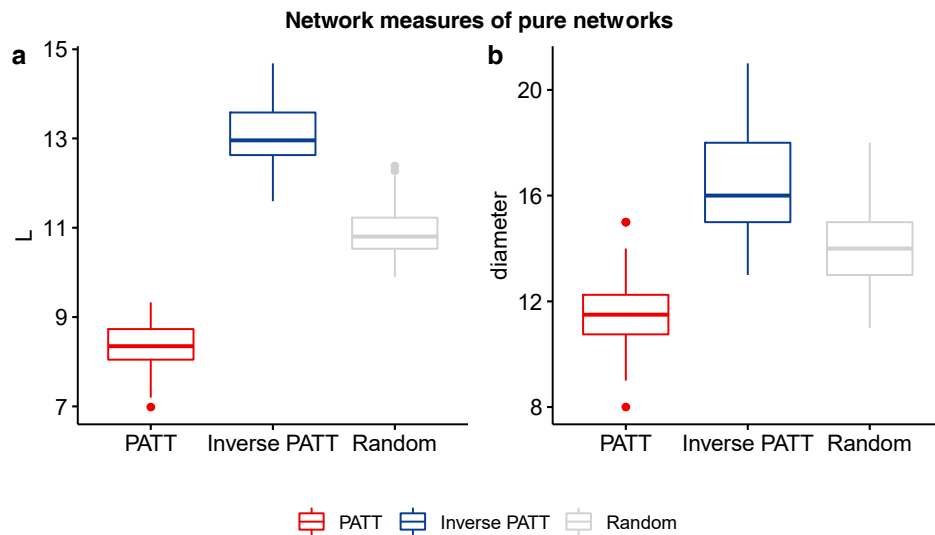 Network measures of pure networks
a
15
13
11
9
7
L
PATT Inverse PATT Random
b
20
16
12
8
diameter
PATT Inverse PATT Random
PATT Inverse PATT Random